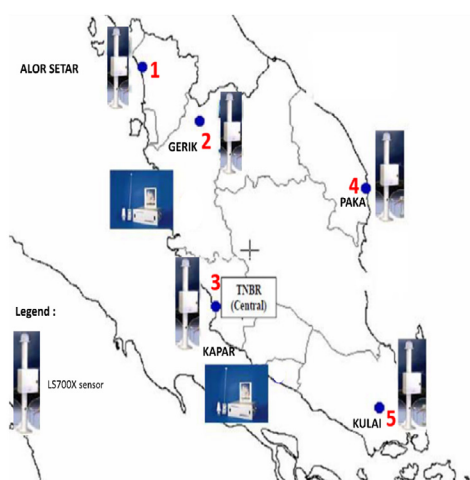 ALOR SETAR
1
2
GERIK
4
PAKA
3
TNBR
(Central)
KAPAR
Legend :
LS700X sensor
KULAI
5